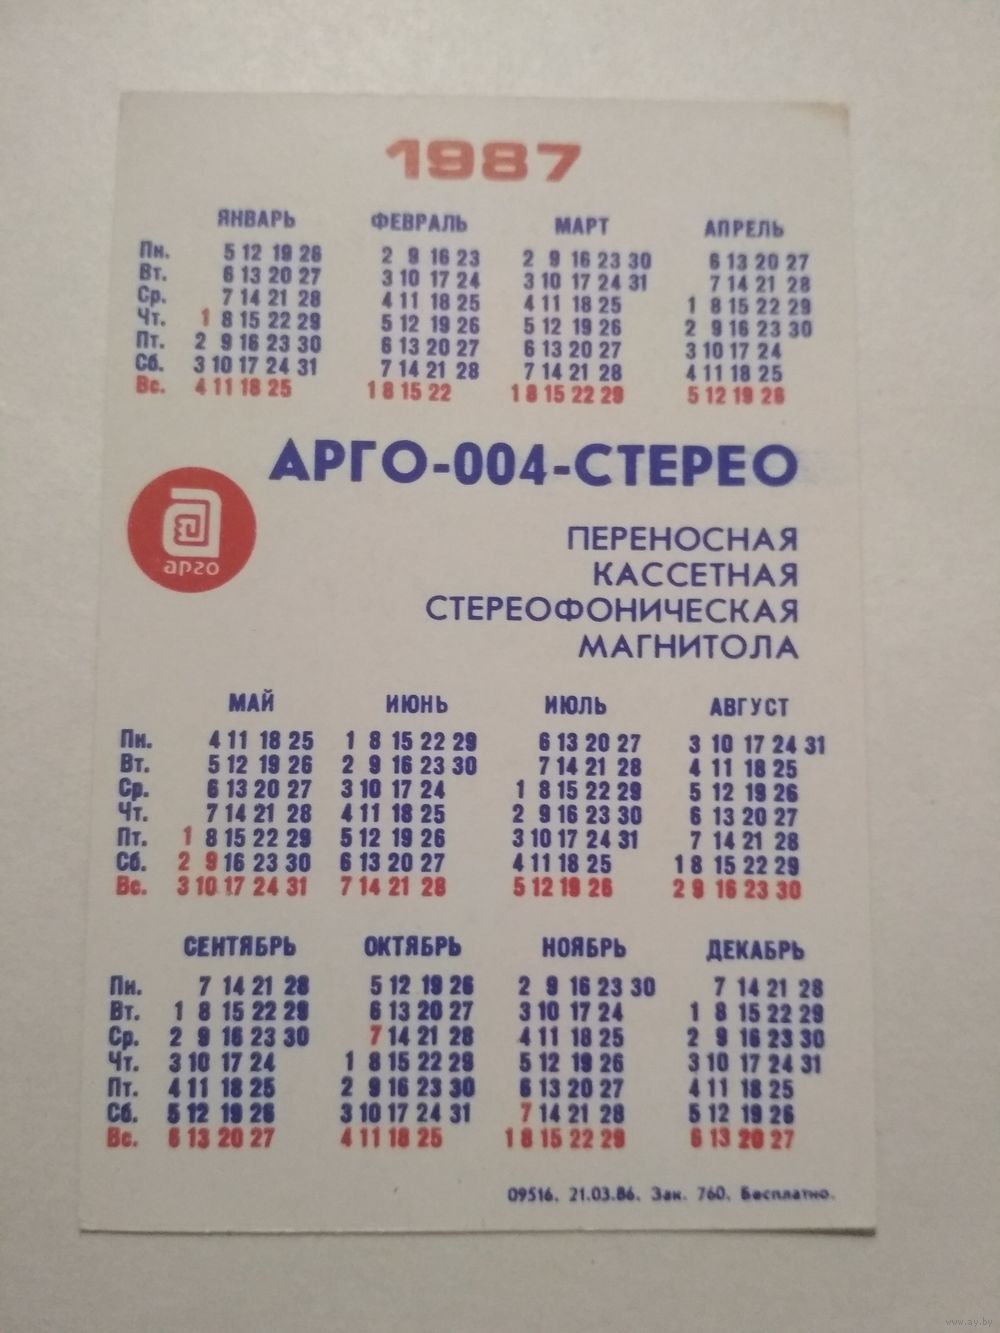 1987
ЯНВАРЬ ФЕВРАЛЬ МАРТ АПРЕЛЬ
Пн. 5 12 19 26 2 9 16 23 2 9 16 23 30 6 13 20 27
Вт. 6 13 20 27 3 10 17 24 3 10 17 24 31 7 14 21 28
Ср. 7 14 21 28 4 11 18 25 4 11 18 25 1 8 15 22 29
Чт. 1 8 15 22 29 5 12 19 26 5 12 19 26 2 9 16 23 30
Пт. 2 9 16 23 30 6 13 20 27 6 13 20 27 3 10 17 24
Сб. 3 10 17 24 31 7 14 21 28 7 14 21 28 4 11 18 25
Вс. 4 11 18 25 1 8 15 22 1 8 15 22 29 5 12 19 26
АРГО-004-СТЕРЕО
арго
ПЕРЕНОСНАЯ
КАССЕТНАЯ
СТЕРЕОФОНИЧЕСКАЯ
МАГНИТОЛА
МАЙ ИЮНЬ ИЮЛЬ АВГУСТ
Пн. 4 11 18 25 1 8 15 22 29 6 13 20 27 3 10 17 24 31
Вт. 5 12 19 26 2 9 16 23 30 7 14 21 28 4 11 18 25
Ср. 6 13 20 27 3 10 17 24 1 8 15 22 29 5 12 19 26
Чт. 7 14 21 28 4 11 18 25 2 9 16 23 30 6 13 20 27
Пт. 1 8 15 22 29 5 12 19 26 3 10 17 24 31 7 14 21 28
Сб. 2 9 16 23 30 6 13 20 27 4 11 18 25 1 8 15 22 29
Вс. 3 10 17 24 31 7 14 21 28 5 12 19 26 2 9 16 23 30
СЕНТЯБРЬ ОКТЯБРЬ НОЯБРЬ ДЕКАБРЬ
Пн. 7 14 21 28 5 12 19 26 2 9 16 23 30 7 14 21 28
Вт. 1 8 15 22 29 6 13 20 27 3 10 17 24 1 8 15 22 29
Ср. 2 9 16 23 30 7 14 21 28 4 11 18 25 2 9 16 23 30
Чт. 3 10 17 24 1 8 15 22 29 5 12 19 26 3 10 17 24 31
Пт. 4 11 18 25 2 9 16 23 30 6 13 20 27 4 11 18 25
Сб. 5 12 19 26 3 10 17 24 31 7 14 21 28 5 12 19 26
Вс. 6 13 20 27 4 11 18 25 1 8 15 22 29 6 13 20 27
09516. 21.03.86. Зак. 760. Бесплатно.
www.ay.by